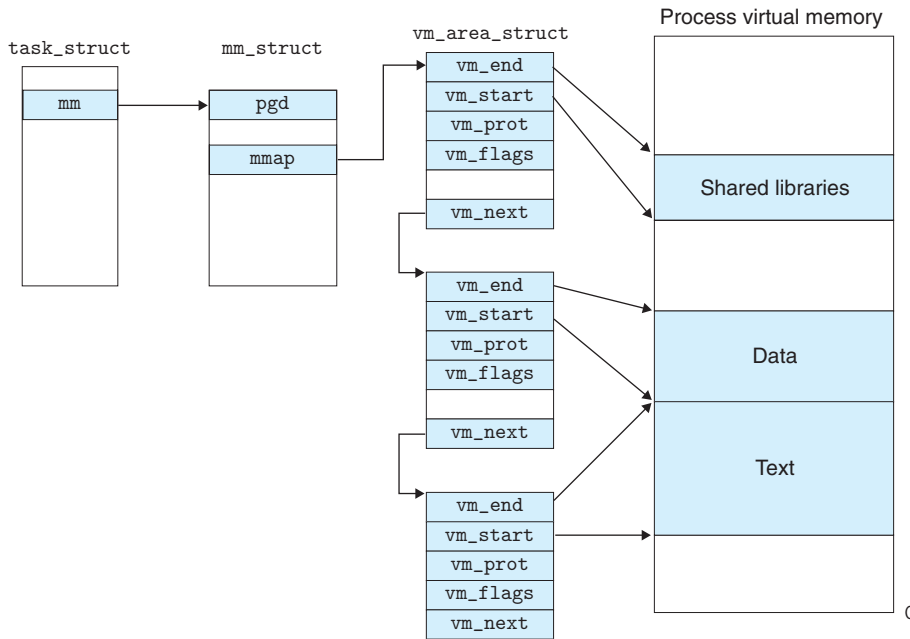 task_struct
mm
mm_struct
pgd
mmap
vm_area_struct
vm_end
vm_start
vm_prot
vm_flags
vm_next
vm_end
vm_start
vm_prot
vm_flags
vm_next
vm_end
vm_start
vm_prot
vm_flags
vm_next
Process virtual memory
Shared libraries
Data
Text
0